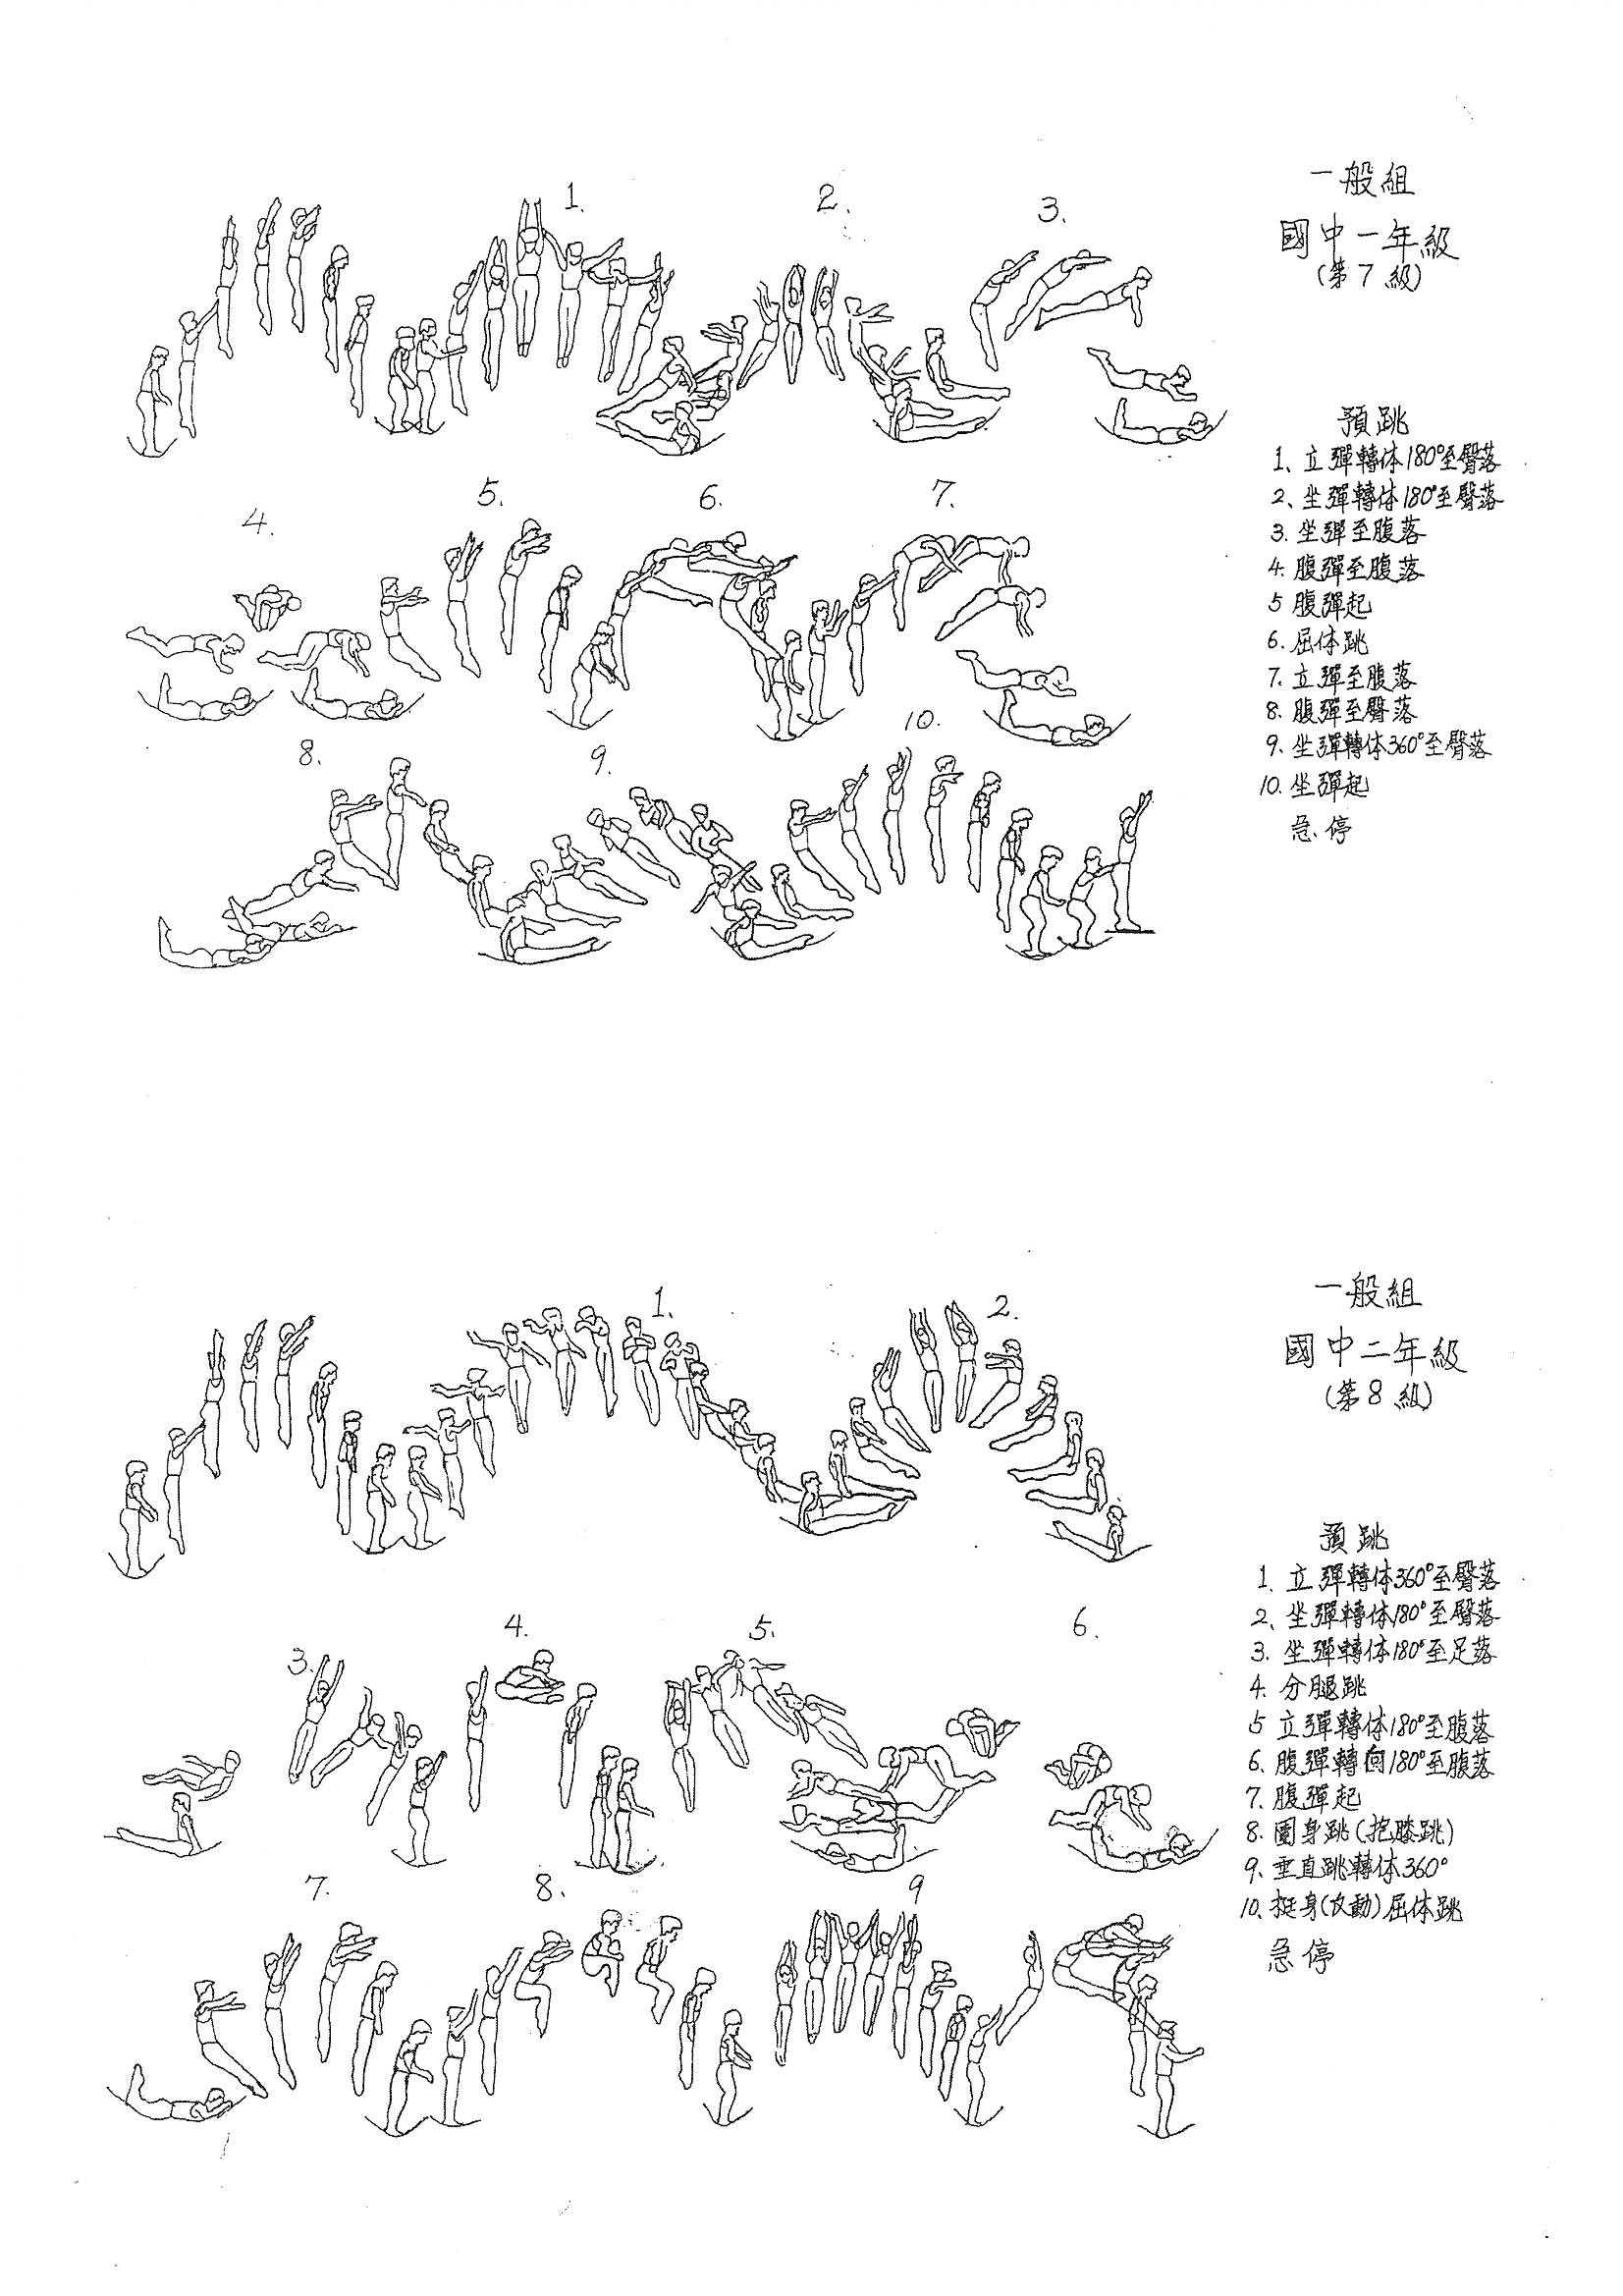 一般組
國中一年級
(第7級)
1.
2.
3.
預跳
1、立彈轉体180°至臀落
2、坐彈轉体180°至臀落
3. 坐彈至腹落
4. 腹彈至腹落
5 腹彈起
6. 屈体跳
7. 立彈至腹落
8. 腹彈至臀落
9. 坐彈轉体360°至臀落
10. 坐彈起
急停
4.
5.
6.
7.
8.
9.
10.
一般組
國中二年級
(第8級)
1.
2.
預跳
1、立彈轉体360°至臀落
2、坐彈轉体180°至臀落
3. 坐彈轉体180°至足落
4. 分腿跳
5 立彈轉体180°至腹落
6. 腹彈轉向180°至腹落
7. 腹彈起
8. 團身跳(抱膝跳)
9、垂直跳轉体360°
10、挺身(女動)屈体跳
急停
3.
4.
5.
6.
7.
8.
9